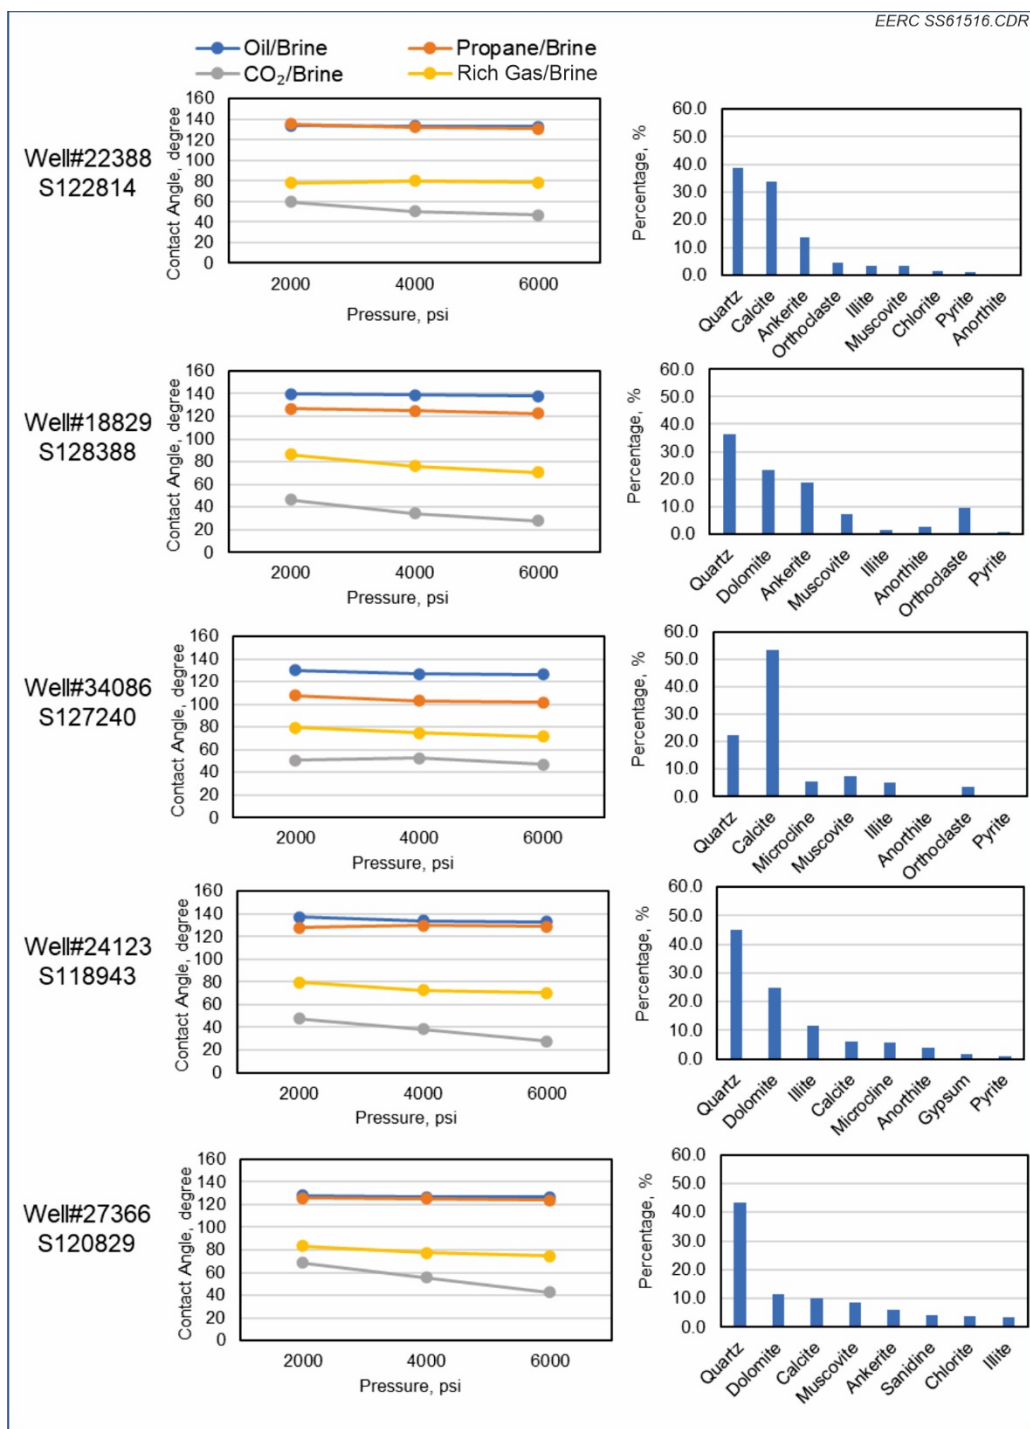 EERC SS61516.CDR
Oil/Brine
Propane/Brine
CO₂/Brine
Rich Gas/Brine
Well#22388
S122814
Contact Angle, degree
160
140
120
100
80
60
40
20
0
2000 4000 6000
Pressure, psi
Percentage, %
60.0
50.0
40.0
30.0
20.0
10.0
0.0
Quartz
Calcite
Ankerite
Orthoclaste
Illite
Muscovite
Chlorite
Pyrite
Anorthite
Well#18829
S128388
Contact Angle, degree
160
140
120
100
80
60
40
20
0
2000 4000 6000
Pressure, psi
Percentage, %
60.0
50.0
40.0
30.0
20.0
10.0
0.0
Quartz
Dolomite
Ankerite
Muscovite
Illite
Anorthite
Orthoclaste
Pyrite
Well#34086
S127240
Contact Angle, degree
160
140
120
100
80
60
40
20
0
2000 4000 6000
Pressure, psi
Percentage, %
60.0
50.0
40.0
30.0
20.0
10.0
0.0
Quartz
Calcite
Microcline
Muscovite
Illite
Anorthite
Orthoclaste
Pyrite
Well#24123
S118943
Contact Angle, degree
160
140
120
100
80
60
40
20
0
2000 4000 6000
Pressure, psi
Percentage, %
60.0
50.0
40.0
30.0
20.0
10.0
0.0
Quartz
Dolomite
Illite
Calcite
Microcline
Anorthite
Gypsum
Pyrite
Well#27366
S120829
Contact Angle, degree
160
140
120
100
80
60
40
20
0
2000 4000 6000
Pressure, psi
Percentage, %
60.0
50.0
40.0
30.0
20.0
10.0
0.0
Quartz
Dolomite
Calcite
Muscovite
Ankerite
Sanidine
Chlorite
Illite